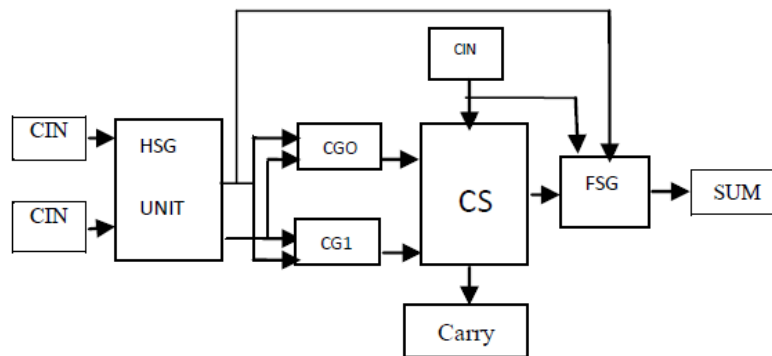 CIN
CIN
HSG
UNIT
CIN
CGO
CG1
CS
FSG
SUM
Carry